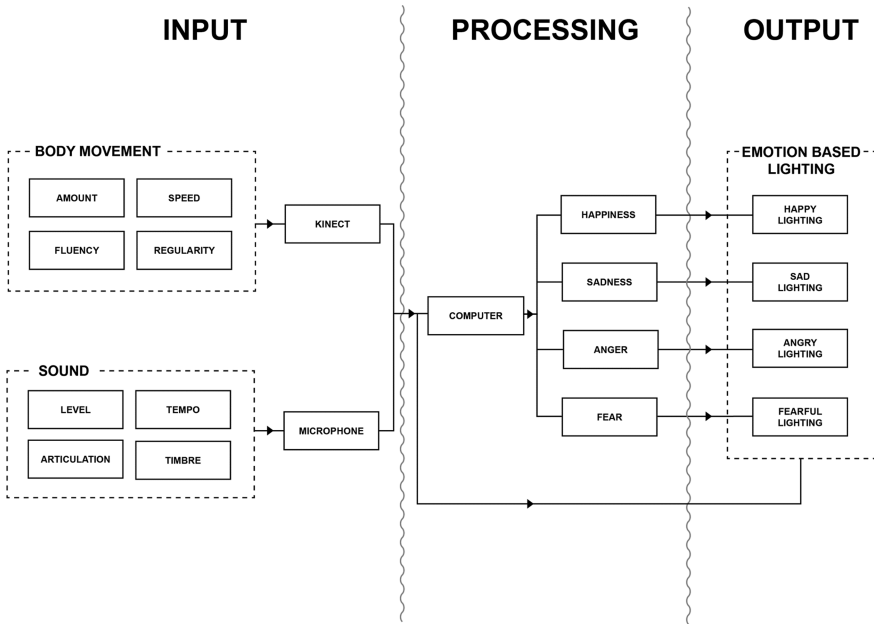 INPUT
PROCESSING
OUTPUT
BODY MOVEMENT
AMOUNT
SPEED
FLUENCY
REGULARITY
KINECT
SOUND
LEVEL
TEMPO
ARTICULATION
TIMBRE
MICROPHONE
COMPUTER
HAPPINESS
SADNESS
ANGER
FEAR
EMOTION BASED
LIGHTING
HAPPY
LIGHTING
SAD
LIGHTING
ANGRY
LIGHTING
FEARFUL
LIGHTING